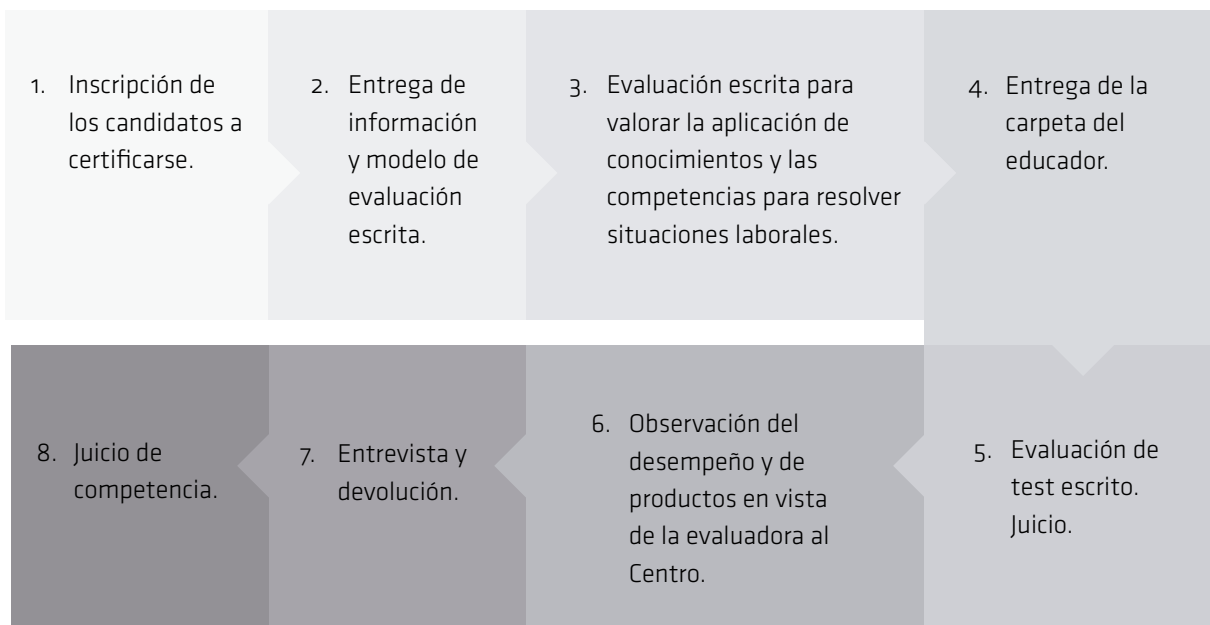 1. Inscripción de
los candidatos a
certificarse.
2. Entrega de
información
y modelo de
evaluación
escrita.
3. Evaluación escrita para
valorar la aplicación de
conocimientos y las
competencias para resolver
situaciones laborales.
4. Entrega de la
carpeta del
educador.
5. Evaluación de
test escrito.
Juicio.
6. Observación del
desempeño y de
productos en vista
de la evaluadora al
Centro.
7. Entrevista y
devolución.
8. Juicio de
competencia.